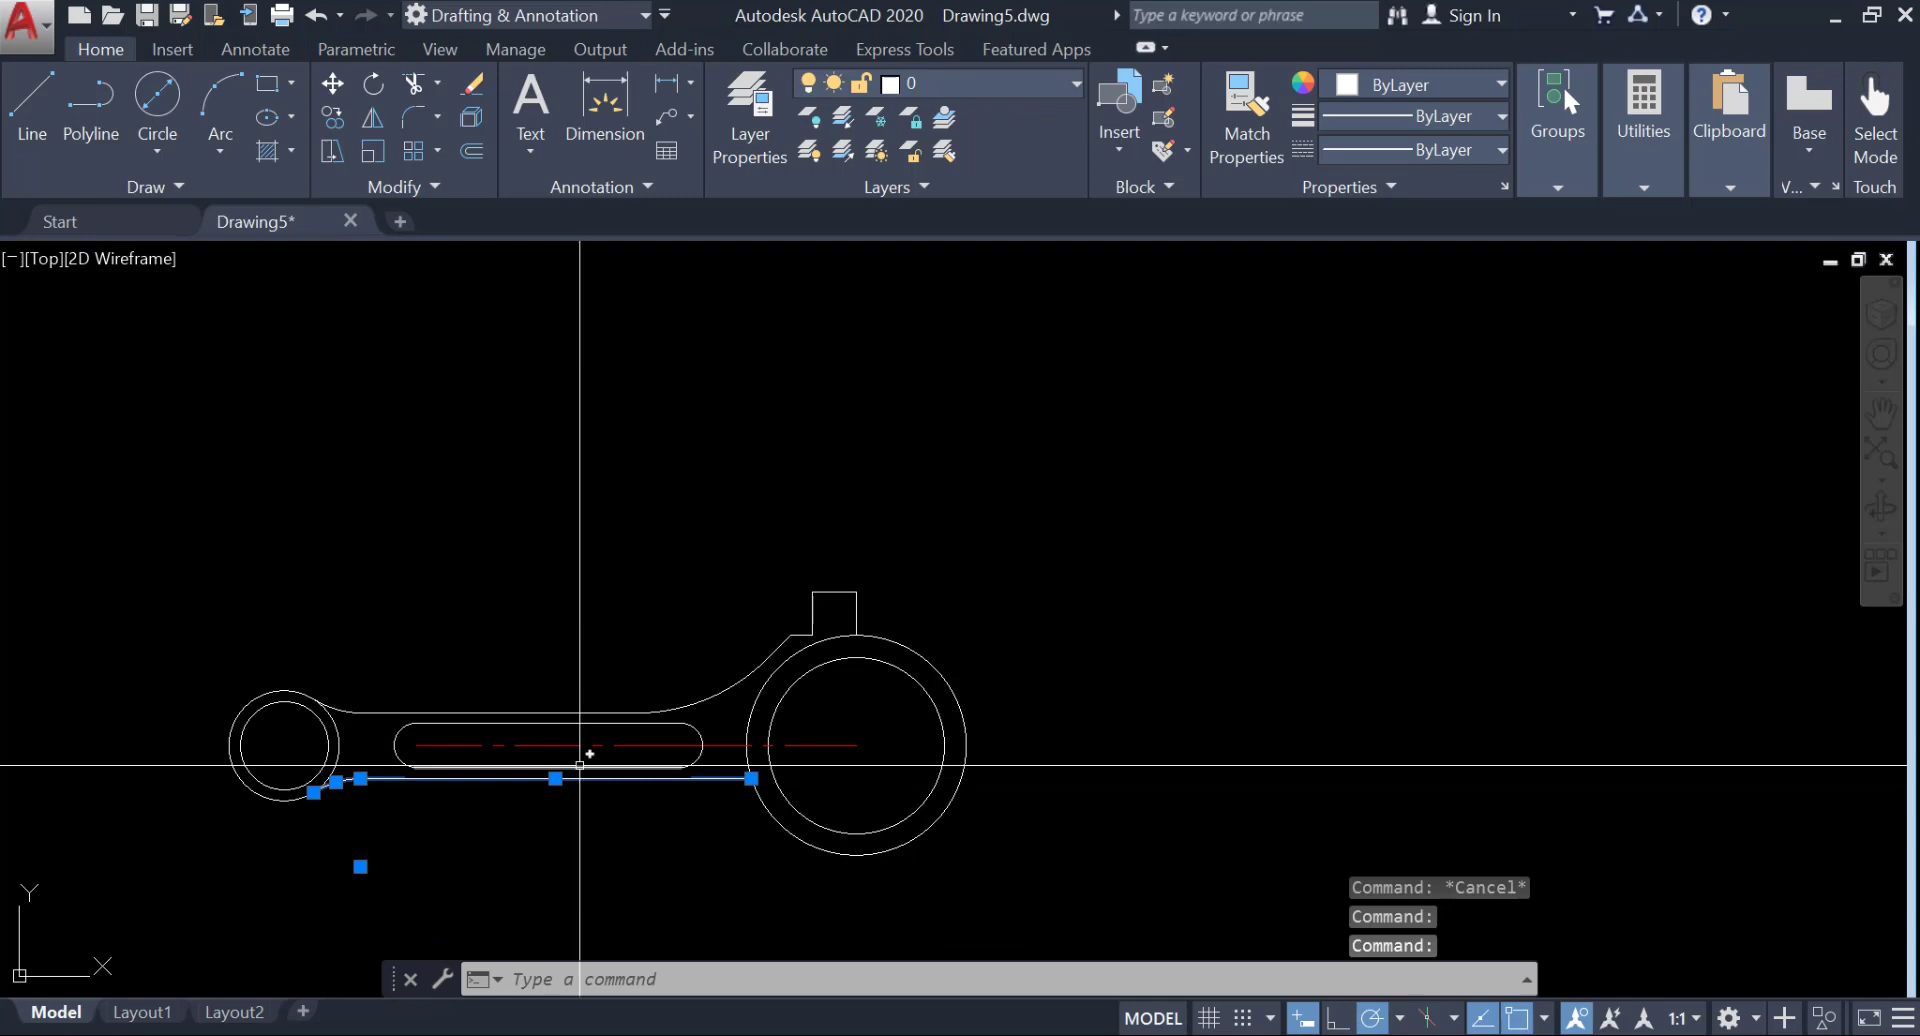 Drafting & Annotation
Autodesk AutoCAD 2020 Drawing5.dwg
Type a keyword or phrase
Sign In
Home Insert Annotate Parametric View Manage Output Add-ins Collaborate Express Tools Featured Apps
0
ByLayer
ByLayer
ByLayer
Line Polyline Circle Arc
Text Dimension
Layer Properties
Insert
Match Properties
Groups Utilities Clipboard Base
Select Mode
Draw Modify Annotation Layers Block Properties V... Touch
Start Drawing5*
[−][Top][2D Wireframe]
Y
X
Command: *Cancel*
Command:
Command:
Type a command
Model Layout1 Layout2
MODEL
1:1